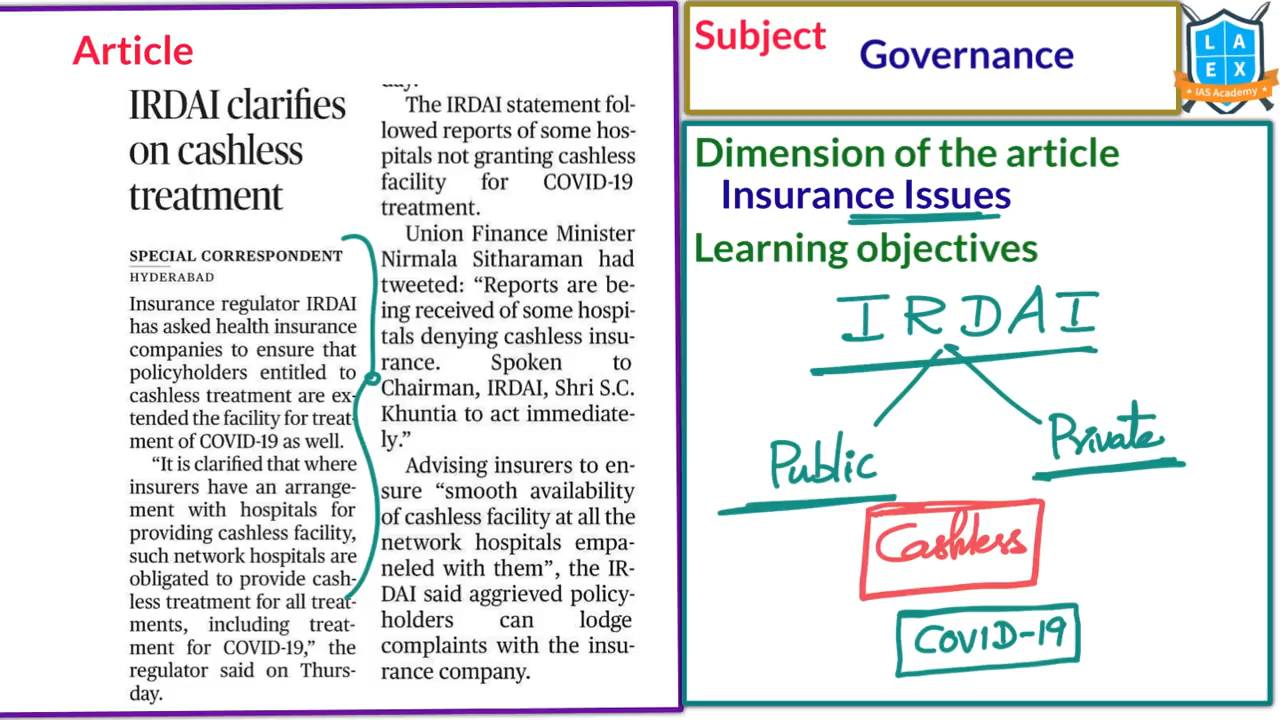 Article
IRDAI clarifies
on cashless
treatment
SPECIAL CORRESPONDENT
HYDERABAD
Insurance regulator IRDAI
has asked health insurance
companies to ensure that
policyholders entitled to
cashless treatment are ex-
tended the facility for treat-
ment of COVID-19 as well.
“It is clarified that where
insurers have an arrange-
ment with hospitals for
providing cashless facility,
such network hospitals are
obligated to provide cash-
less treatment for all treat-
ments, including treat-
ment for COVID-19,” the
regulator said on Thurs-
day.
day.
The IRDAI statement fol-
lowed reports of some hos-
pitals not granting cashless
facility for COVID-19
treatment.
Union Finance Minister
Nirmala Sitharaman had
tweeted: “Reports are be-
ing received of some hospi-
tals denying cashless insu-
rance. Spoken to
Chairman, IRDAI, Shri S.C.
Khuntia to act immediate-
ly.”
Advising insurers to en-
sure “smooth availability
of cashless facility at all the
network hospitals empa-
neled with them”, the IR-
DAI said aggrieved policy-
holders can lodge
complaints with the insu-
rance company.
Subject
Governance
L A
E X
IAS Academy
Dimension of the article
Insurance Issues
Learning objectives
IRDAI
Public
Private
Cashless
COVID-19